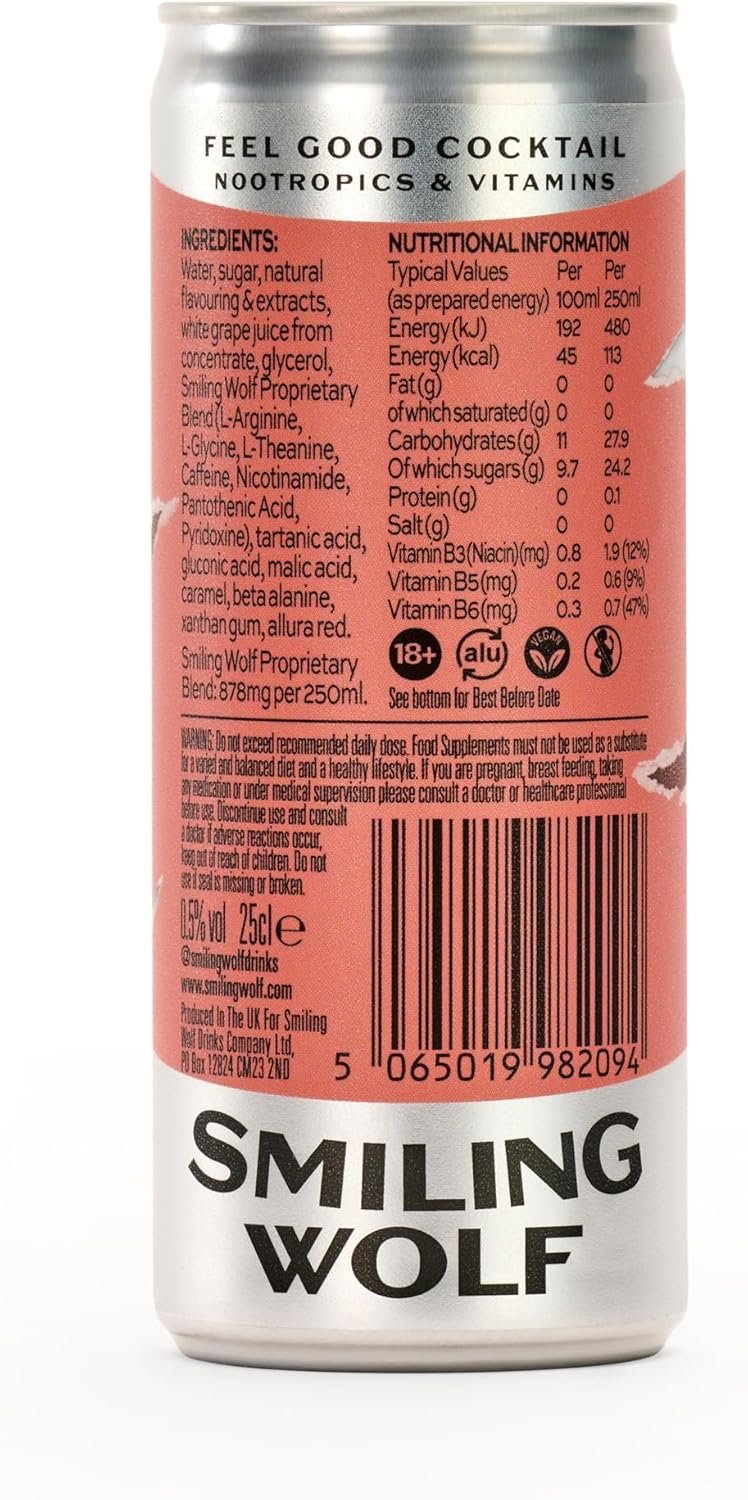 FEEL GOOD COCKTAIL
NOOTROPICS & VITAMINS
INGREDIENTS:
Water, sugar, natural
flavouring & extracts,
white grape juice from
concentrate, glycerol,
Smiling Wolf Proprietary
Blend (L-Arginine,
L-Glycine, L-Theanine,
Caffeine, Nicotinamide,
Pantothenic Acid,
Pyridoxine), tartanic acid,
gluconic acid, malic acid,
caramel, beta alanine,
xanthan gum, allura red.
Smiling Wolf Proprietary
Blend: 878mg per 250ml.
NUTRITIONAL INFORMATION
Typical Values Per Per
(as prepared energy) 100ml 250ml
Energy (kJ) 192 480
Energy (kcal) 45 113
Fat (g) 0 0
of which saturated (g) 0 0
Carbohydrates (g) 11 27.9
Of which sugars (g) 9.7 24.2
Protein (g) 0 0.1
Salt (g) 0 0
Vitamin B3 (Niacin) (mg) 0.8 1.9 (12%)
Vitamin B5 (mg) 0.2 0.6 (9%)
Vitamin B6 (mg) 0.3 0.7 (47%)
18+ alu VEGAN
See bottom for Best Before Date
WARNING: Do not exceed recommended daily dose. Food Supplements must not be used as a substitute
for a varied and balanced diet and a healthy lifestyle. If you are pregnant, breast feeding, taking
any medication or under medical supervision please consult a doctor or healthcare professional
before use. Discontinue use and consult
a doctor if adverse reactions occur,
keep out of reach of children. Do not
use if seal is missing or broken.
0.5% vol 25cl e
@smilingwolfdrinks
www.smilingwolf.com
Produced In The UK For Smiling
Wolf Drinks Company Ltd,
PO Box 12824 CM23 2ND
5 065019 982094
SMILING
WOLF